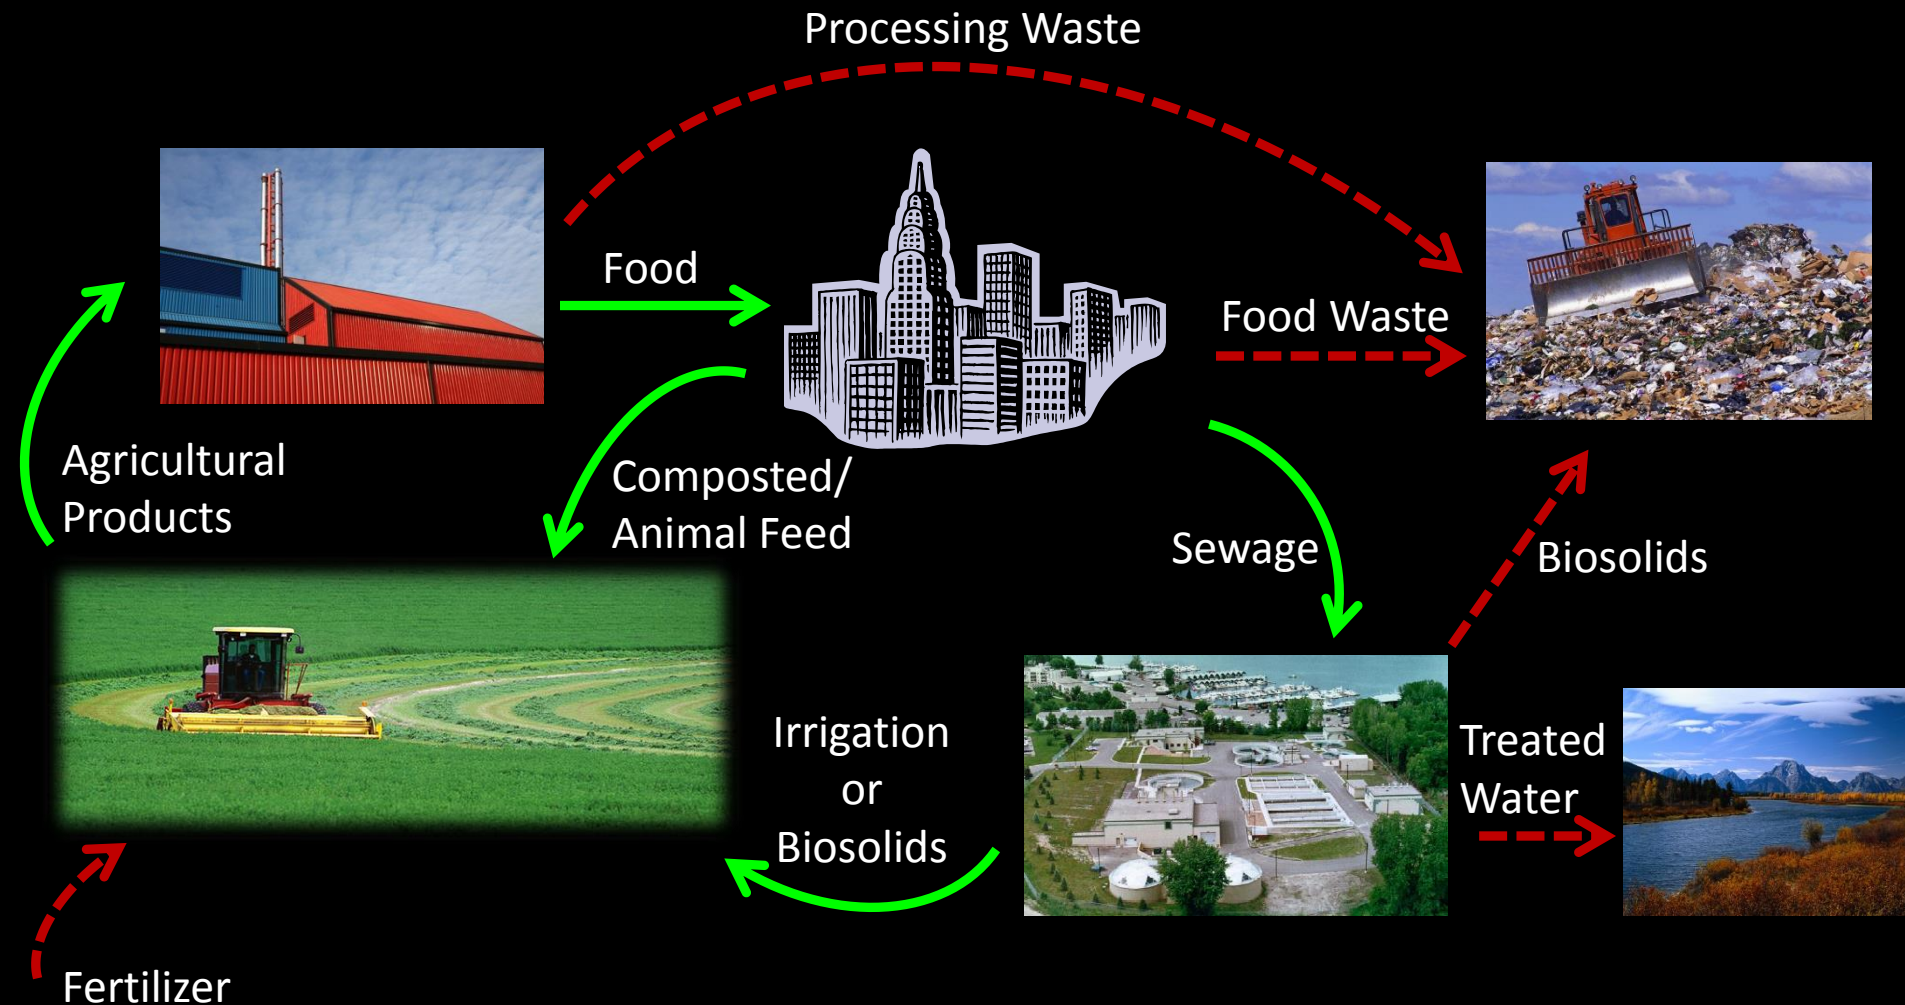 Processing Waste
Food
Food Waste
Agricultural
Products
Composted/
Animal Feed
Sewage
Biosolids
Irrigation
or
Biosolids
Treated
Water
Fertilizer